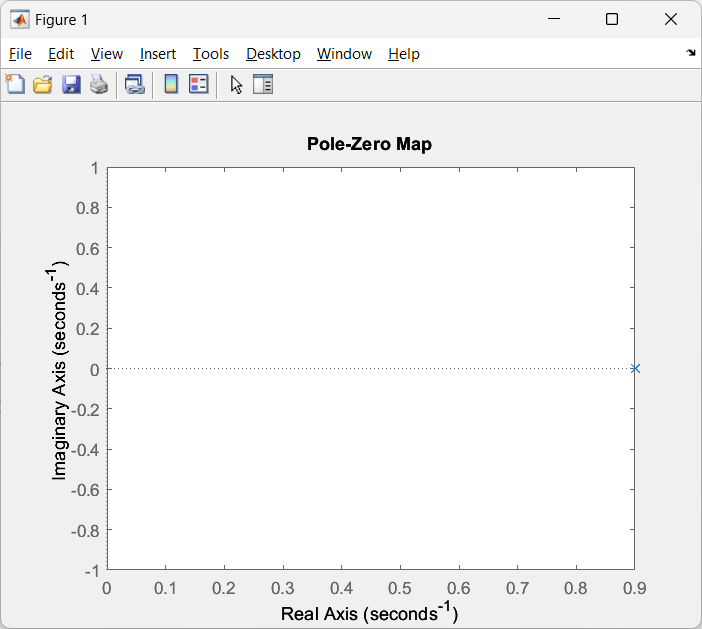 Figure 1
File Edit View Insert Tools Desktop Window Help
Pole-Zero Map
1
0.8
0.6
0.4
0.2
0
-0.2
-0.4
-0.6
-0.8
-1
Imaginary Axis (seconds⁻¹)
0 0.1 0.2 0.3 0.4 0.5 0.6 0.7 0.8 0.9
Real Axis (seconds⁻¹)